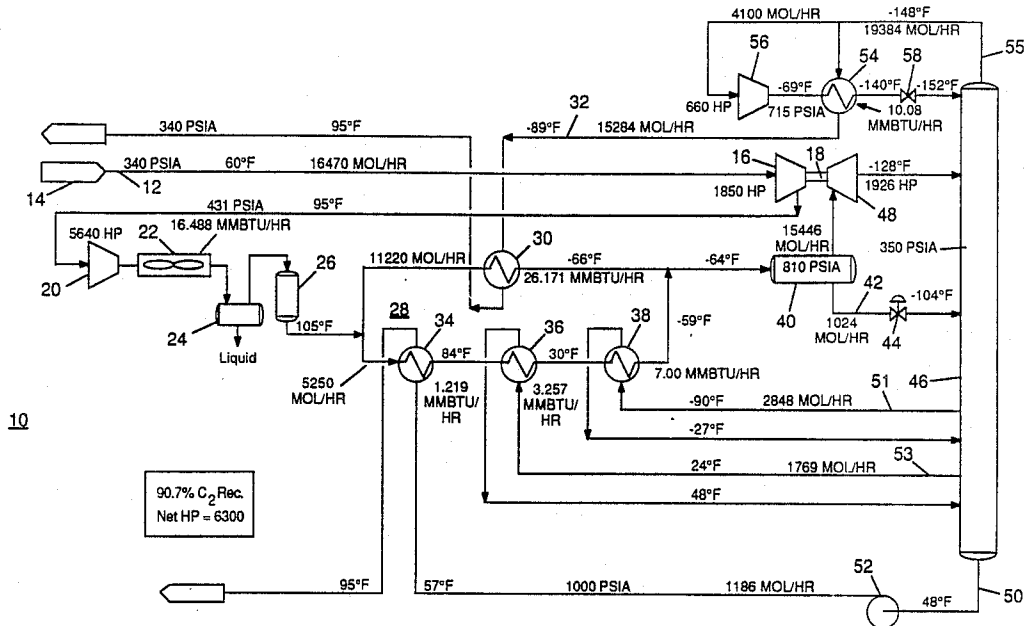 4100 MOL/HR
-148°F
19384 MOL/HR
55
56
54
58
-69°F
-140°F
-152°F
660 HP
715 PSIA
10.08
MMBTU/HR
32
-89°F
15284 MOL/HR
340 PSIA
95°F
340 PSIA
60°F
16470 MOL/HR
16
18
-128°F
14
12
1850 HP
1926 HP
48
431 PSIA
95°F
16.488 MMBTU/HR
5640 HP
22
20
26
24
Liquid
105°F
11220 MOL/HR
30
-66°F
26.171 MMBTU/HR
-64°F
15446
MOL/HR
810 PSIA
40
350 PSIA
42
-104°F
1024
MOL/HR
44
28
34
36
38
-59°F
84°F
30°F
5250
MOL/HR
1.219
MMBTU/
HR
3.257
MMBTU/
HR
7.00 MMBTU/HR
46
51
-90°F
2848 MOL/HR
-27°F
10
24°F
1769 MOL/HR
53
48°F
90.7% C2 Rec.
Net HP = 6300
95°F
57°F
1000 PSIA
1186 MOL/HR
52
48°F
50